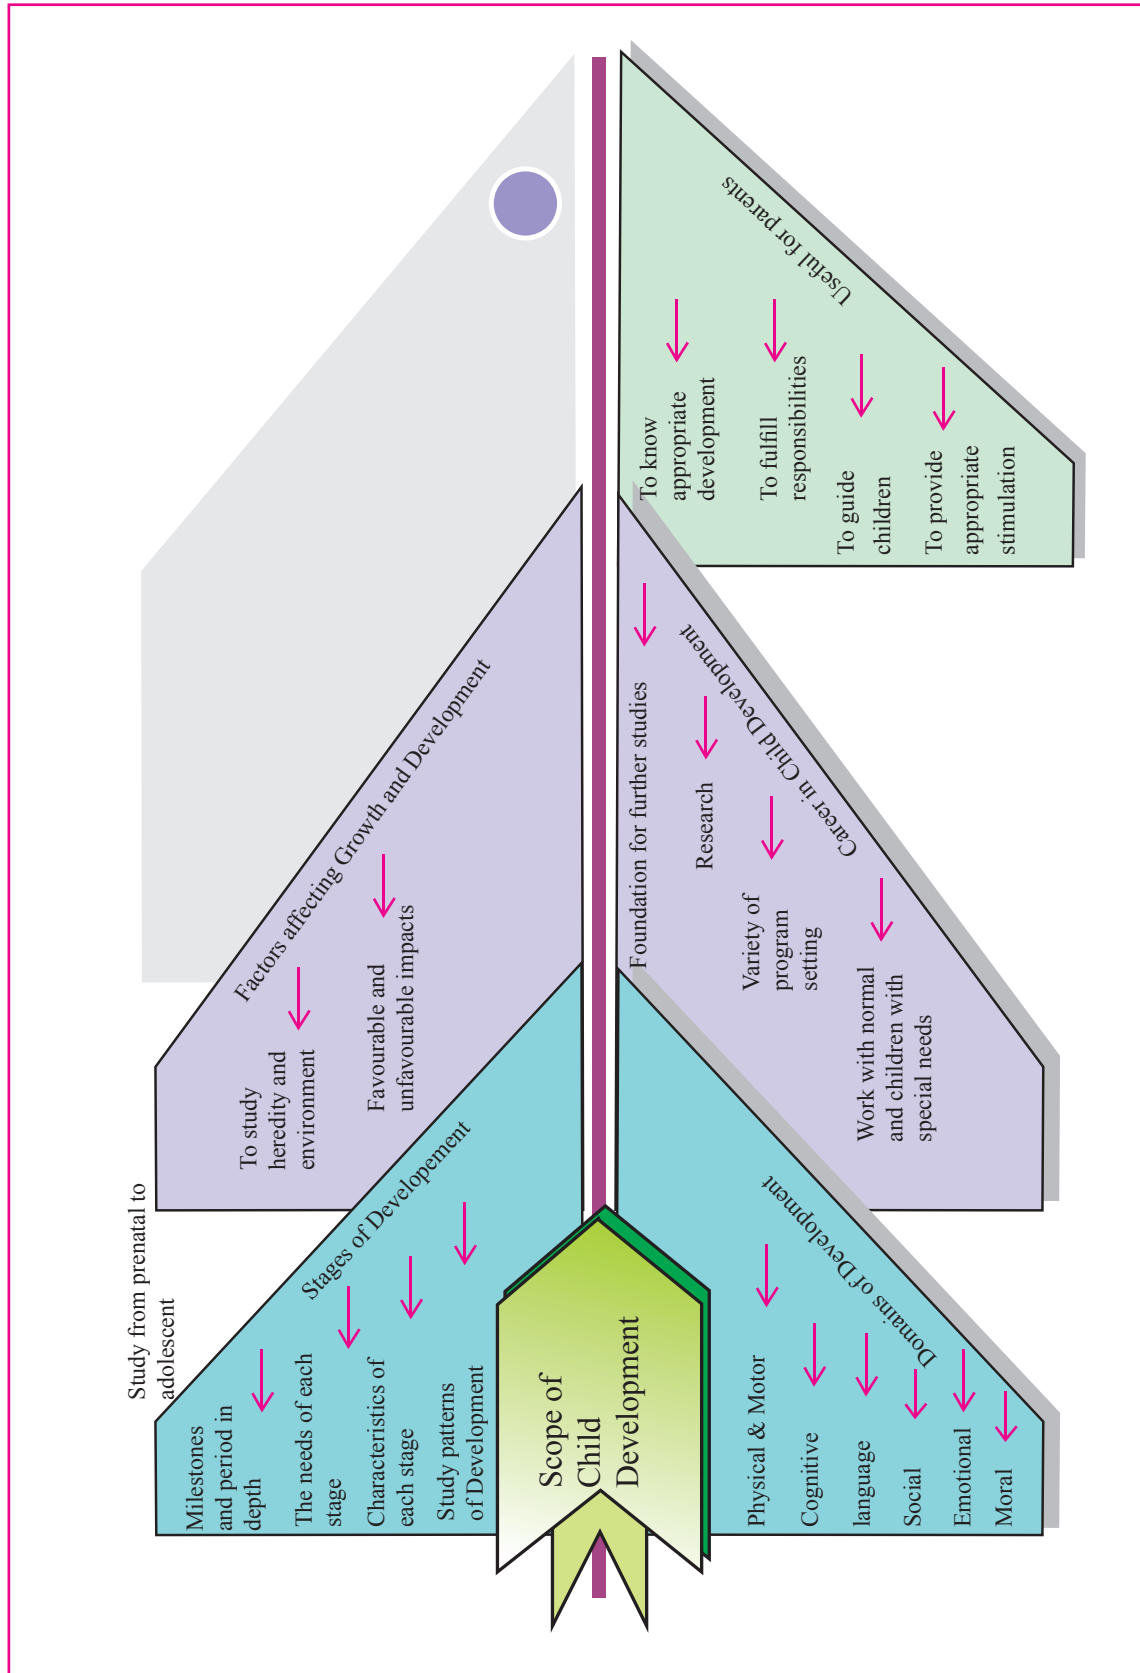 Scope of
Child
Development
Study from prenatal to
adolescent
Stages of Developement
Milestones
and period in
depth
The needs of each
stage
Characteristics of
each stage
Study patterns
of Development
Factors affecting Growth and Development
To study
heredity and
environment
Favourable and
unfavourable impacts
Domains of Development
Physical & Motor
Cognitive
language
Social
Emotional
Moral
Career in Child Development
Foundation for further studies
Research
Variety of
program
setting
Work with normal
and children with
special needs
Useful for parents
To know
appropriate
development
To fulfill
responsibilities
To guide
children
To provide
appropriate
stimulation